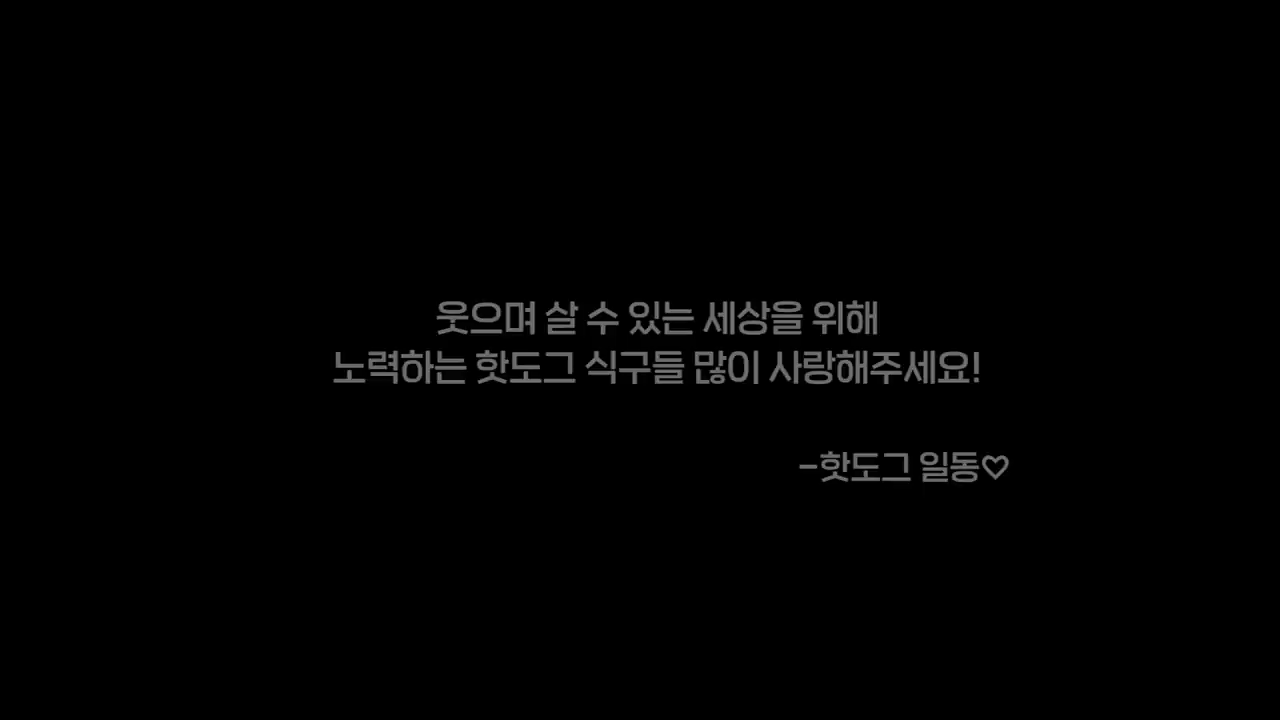 웃으며 살 수 있는 세상을 위해
노력하는 핫도그 식구들 많이 사랑해주세요!
-핫도그 일동♡